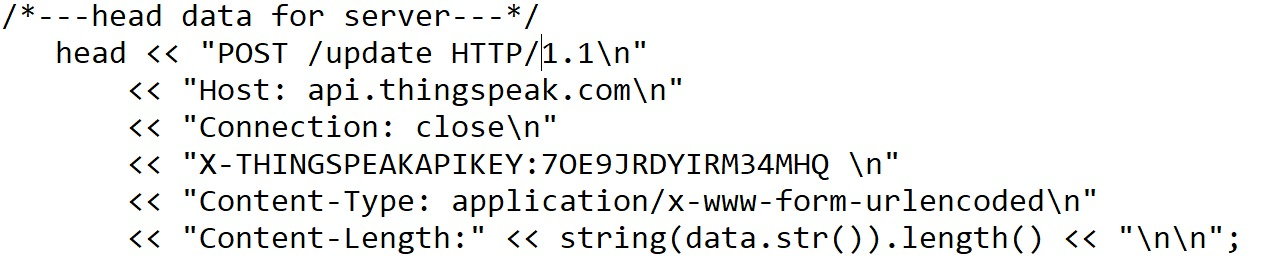 /*---head data for server---*/
head << "POST /update HTTP/1.1\n"
<< "Host: api.thingspeak.com\n"
<< "Connection: close\n"
<< "X-THINGSPEAKAPIKEY:7OE9JRDYIRM34MHQ \n"
<< "Content-Type: application/x-www-form-urlencoded\n"
<< "Content-Length:" << string(data.str()).length() << "\n\n";